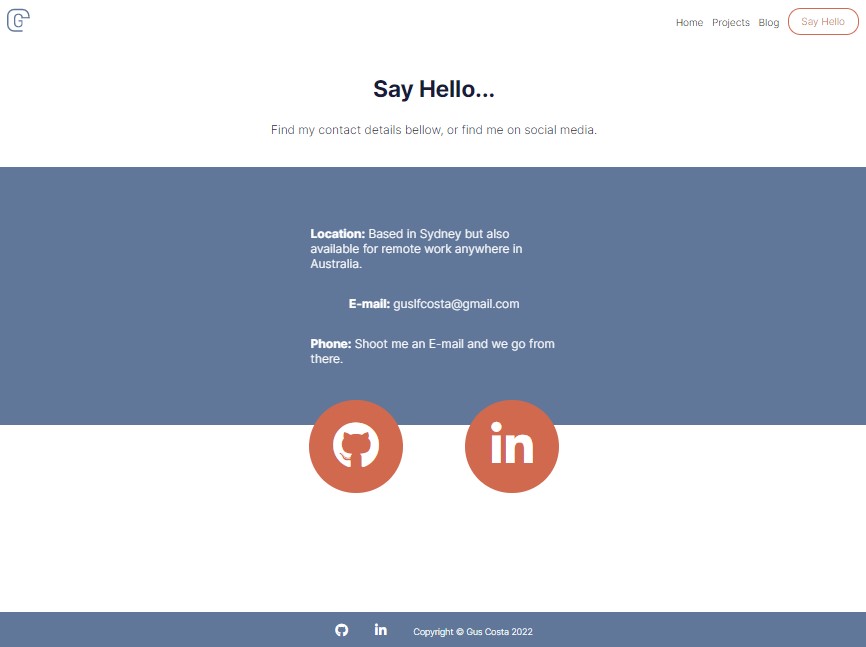 Home Projects Blog Say Hello
Say Hello...
Find my contact details bellow, or find me on social media.
Location: Based in Sydney but also
available for remote work anywhere in
Australia.
E-mail: guslfcosta@gmail.com
Phone: Shoot me an E-mail and we go from
there.
in
in Copyright © Gus Costa 2022